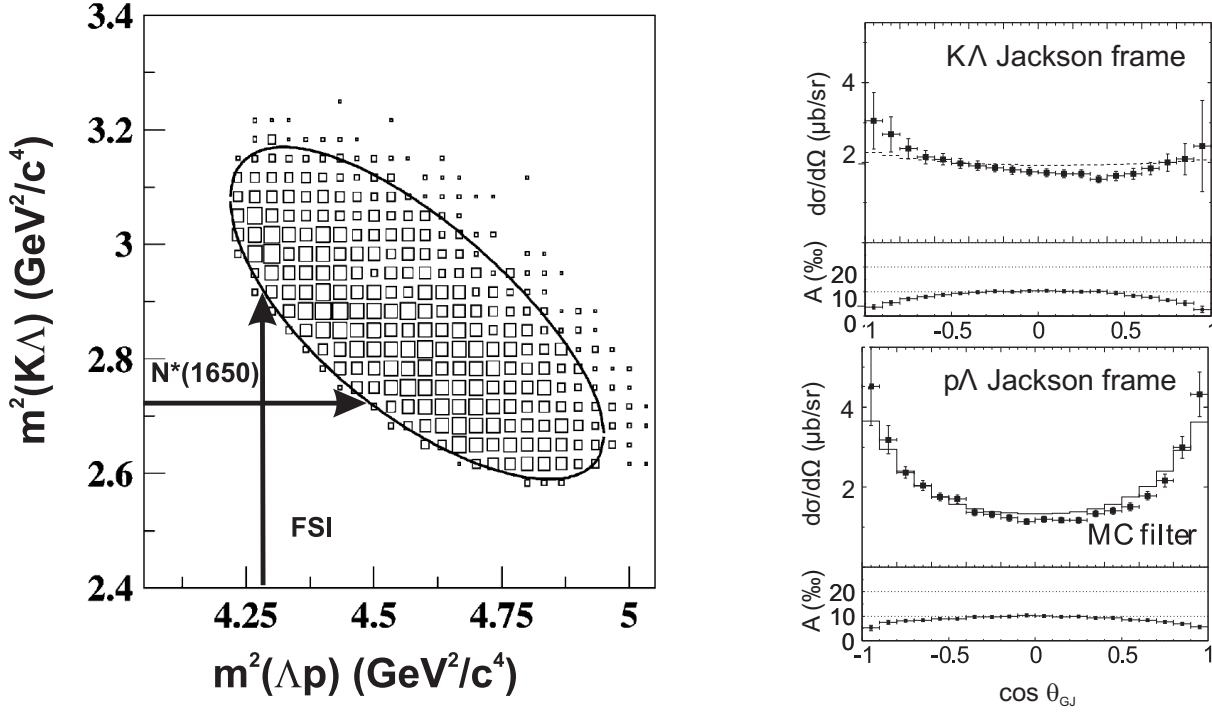 3.4
3.2
3
2.8
2.6
2.4
m²(KΛ) (GeV²/c⁴)
N*(1650)
FSI
4.25
4.5
4.75
5
m²(Λp) (GeV²/c⁴)
KΛ Jackson frame
4
2
dσ/dΩ (μb/sr)
20
10
0
A (‰)
-1
-0.5
0
0.5
1
pΛ Jackson frame
4
2
dσ/dΩ (μb/sr)
MC filter
20
10
0
A (‰)
-1
-0.5
0
0.5
1
cos θGJ